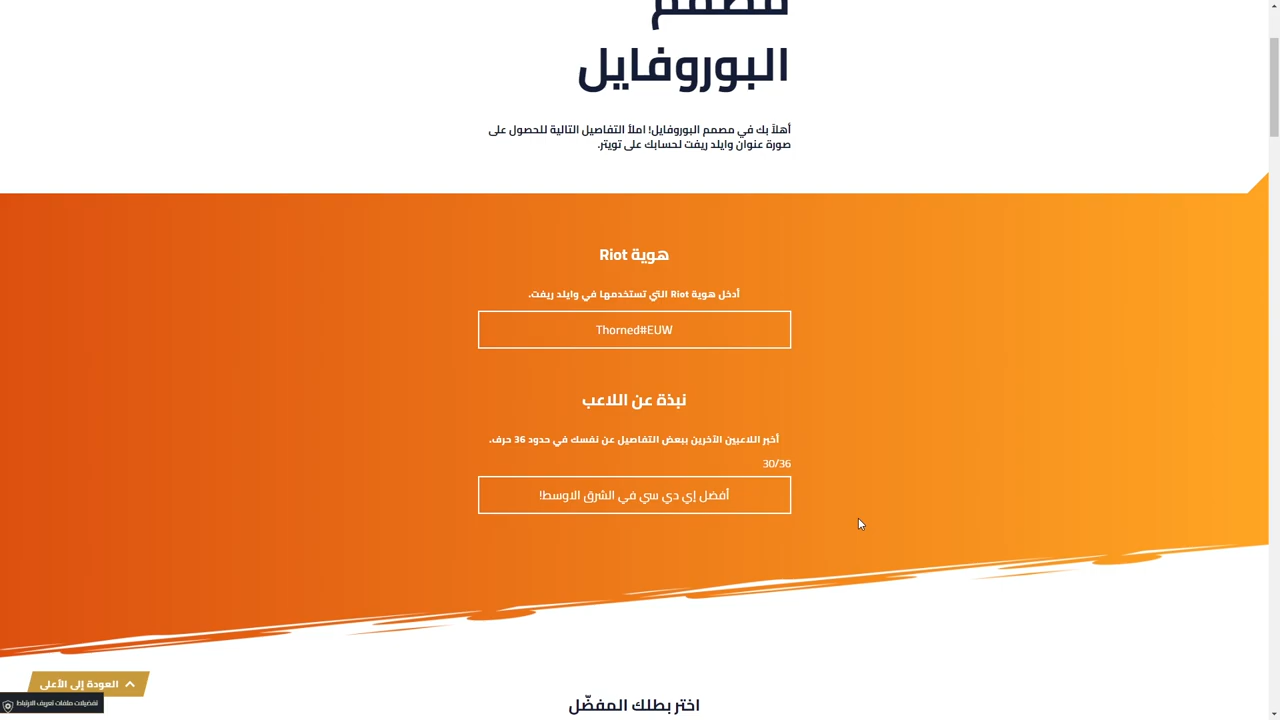 مصمم
البوروفايل
أهلاً بك في مصمم البوروفايل! املأ التفاصيل التالية للحصول على
صورة عنوان وايلد ريفت لحسابك على تويتر.
هوية Riot
أدخل هوية Riot التي تستخدمها في وايلد ريفت.
Thorned#EUW
نبذة عن اللاعب
أخبر اللاعبين الآخرين ببعض التفاصيل عن نفسك في حدود 36 حرف.
30/36
أفضل إي دي سي في الشرق الاوسط!
العودة إلى الأعلى
تفضيلات ملفات تعريف الارتباط
اختر بطلك المفضّل